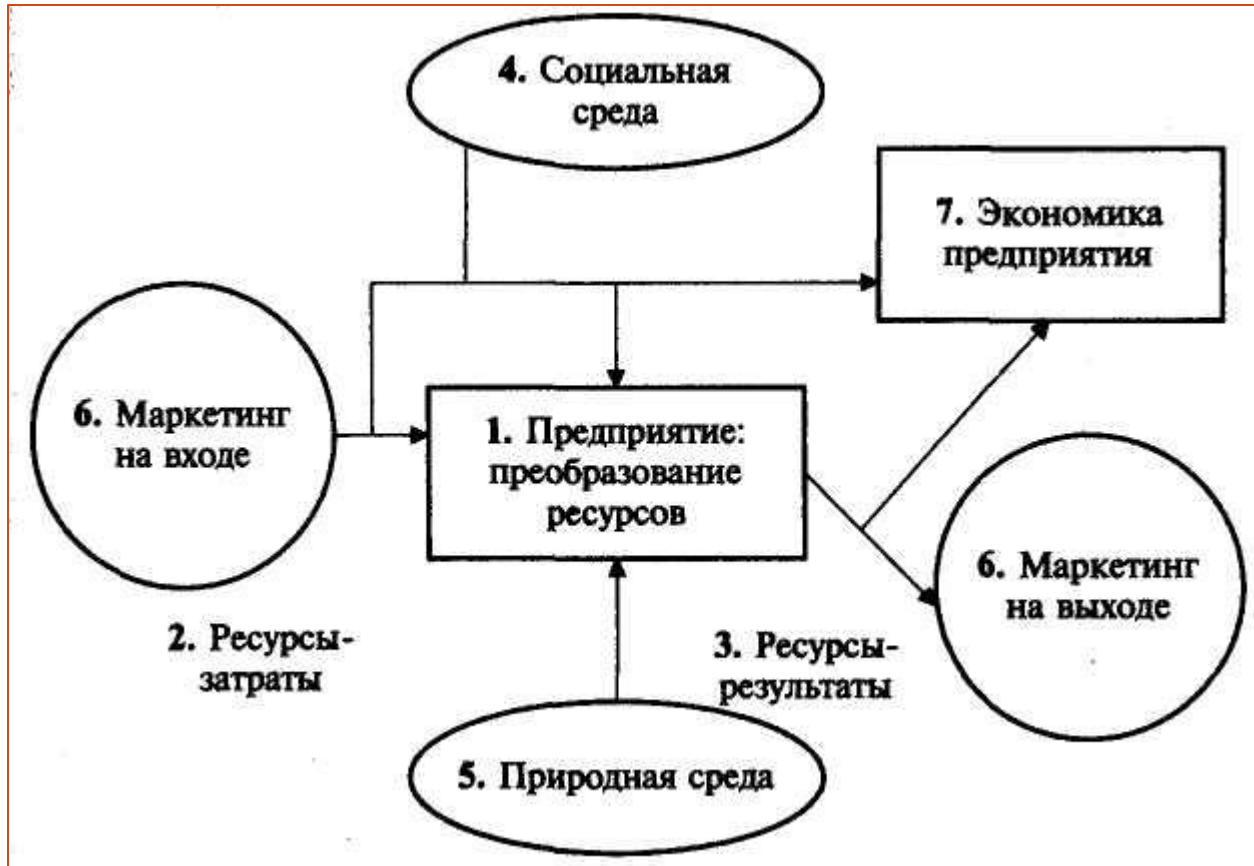 4. Социальная
среда
7. Экономика
предприятия
6. Маркетинг
на входе
1. Предприятие:
преобразование
ресурсов
6. Маркетинг
на выходе
2. Ресурсы-
затраты
3. Ресурсы-
результаты
5. Природная среда